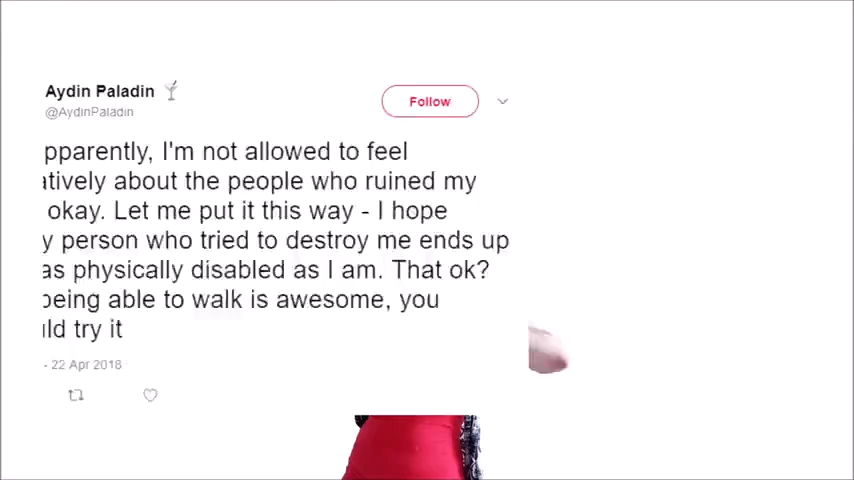 Aydin Paladin
@AydinPaladin
Follow
pparently, I'm not allowed to feel
atively about the people who ruined my
okay. Let me put it this way - I hope
y person who tried to destroy me ends up
as physically disabled as I am. That ok?
being able to walk is awesome, you
uld try it
- 22 Apr 2018